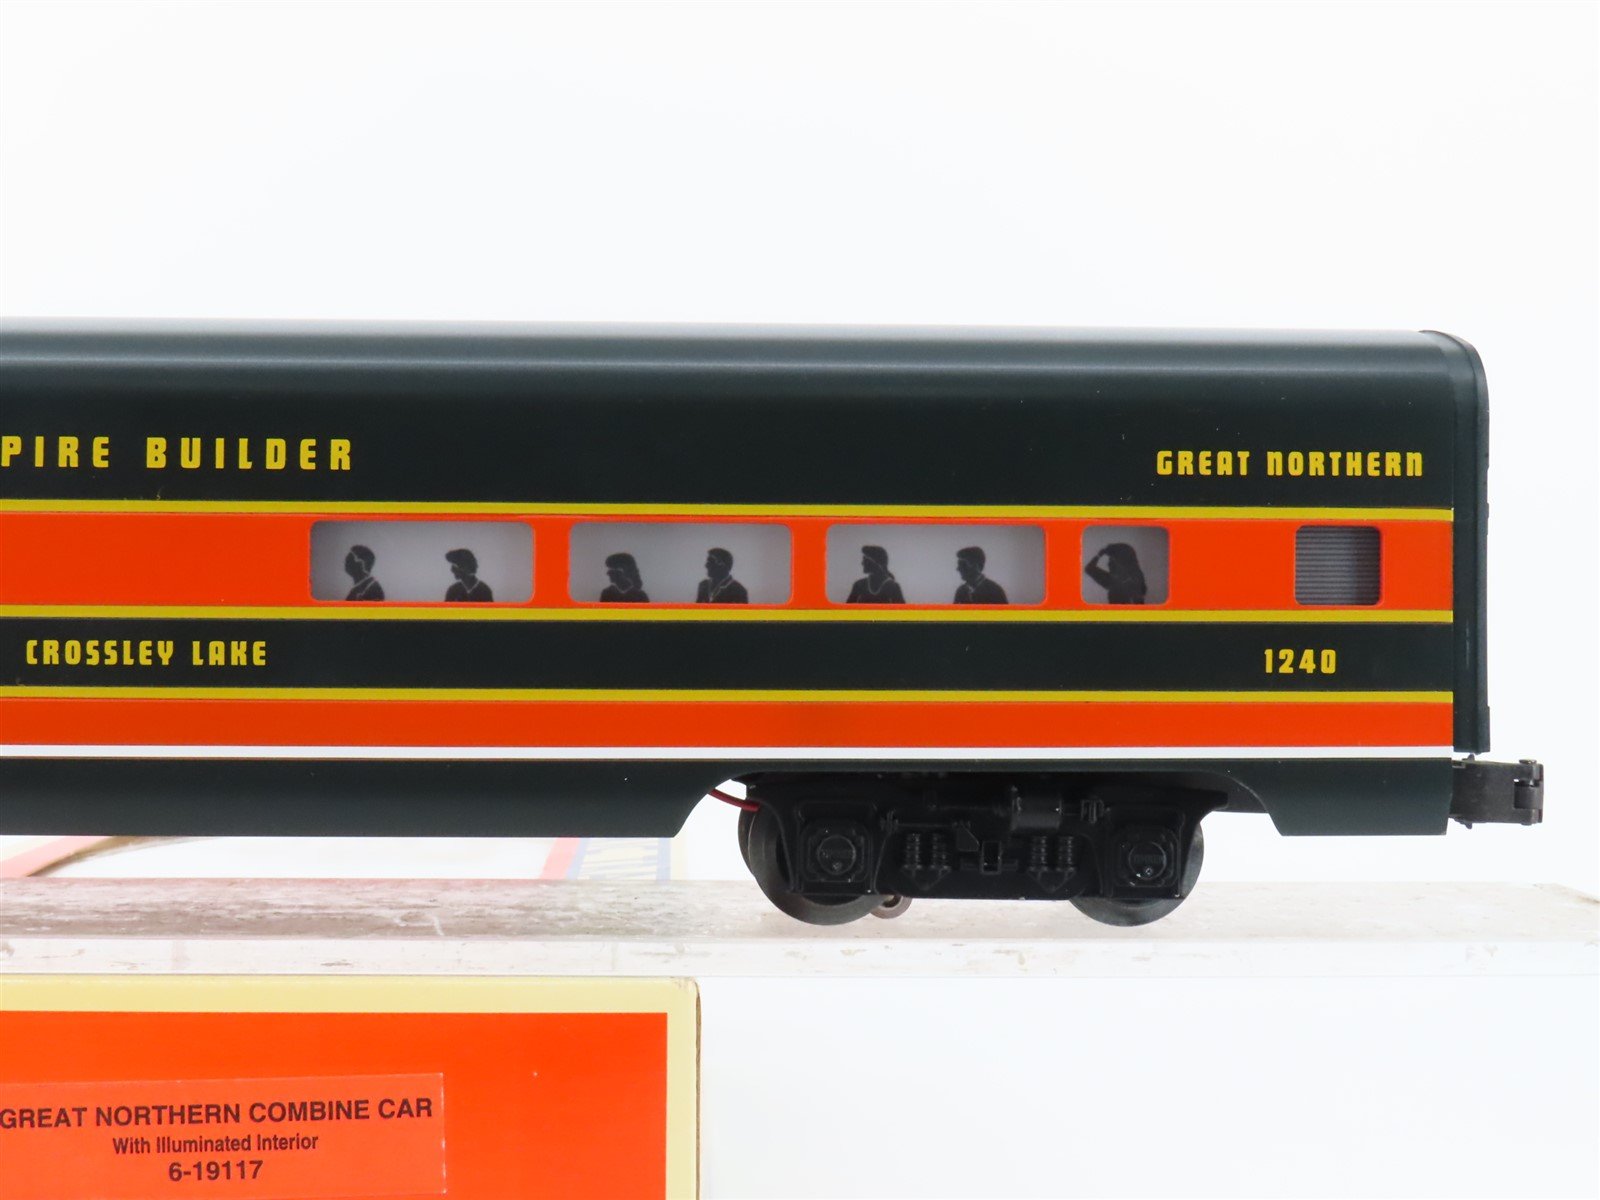 PIRE BUILDER
GREAT NORTHERN
CROSSLEY LAKE
1240
GREAT NORTHERN COMBINE CAR
With Illuminated Interior
6-19117